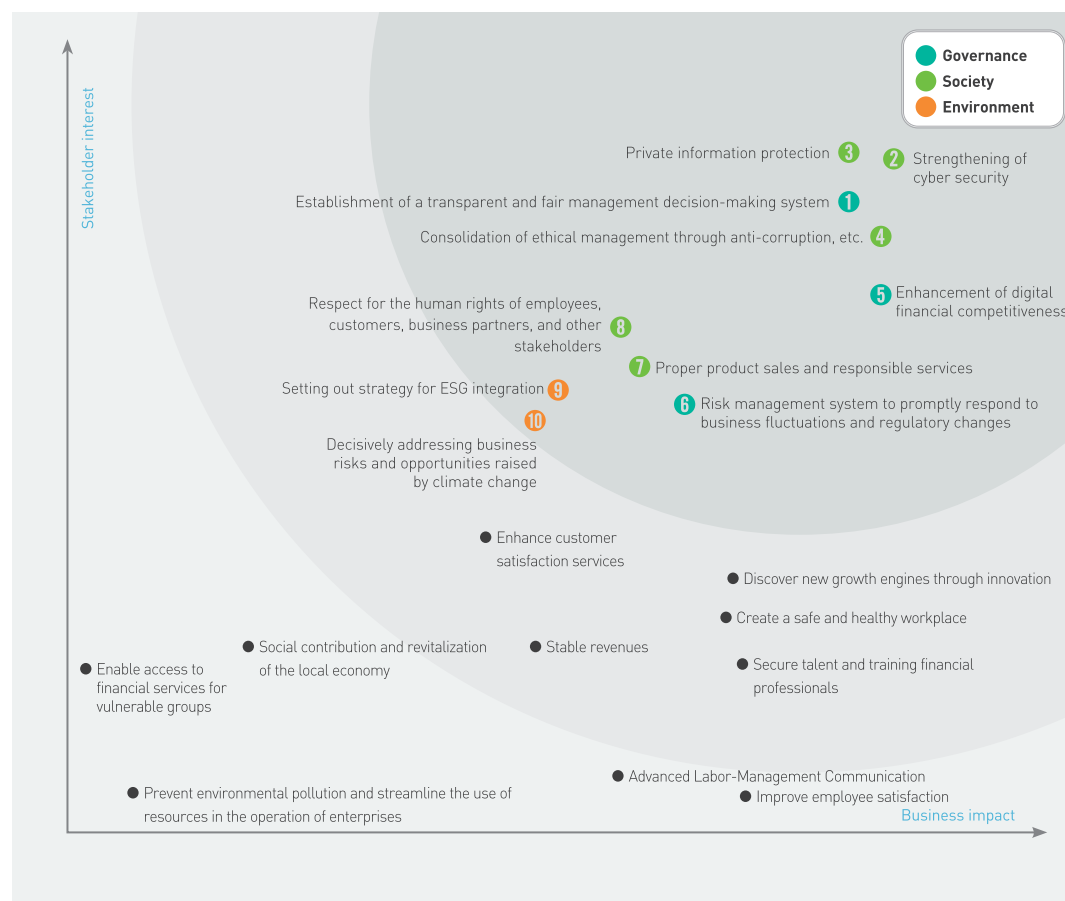 Stakeholder interest
Governance
Society
Environment
Private information protection 3
2 Strengthening of
cyber security
Establishment of a transparent and fair management decision-making system 1
Consolidation of ethical management through anti-corruption, etc. 4
5 Enhancement of digital
financial competitiveness
Respect for the human rights of employees,
customers, business partners, and other
stakeholders
8
7 Proper product sales and responsible services
Setting out strategy for ESG integration 9
6 Risk management system to promptly respond to
business fluctuations and regulatory changes
10
Decisively addressing business
risks and opportunities raised
by climate change
Enhance customer
satisfaction services
Discover new growth engines through innovation
Create a safe and healthy workplace
Social contribution and revitalization
of the local economy
Stable revenues
Secure talent and training financial
professionals
Enable access to
financial services for
vulnerable groups
Advanced Labor-Management Communication
Prevent environmental pollution and streamline the use of
resources in the operation of enterprises
Improve employee satisfaction
Business impact